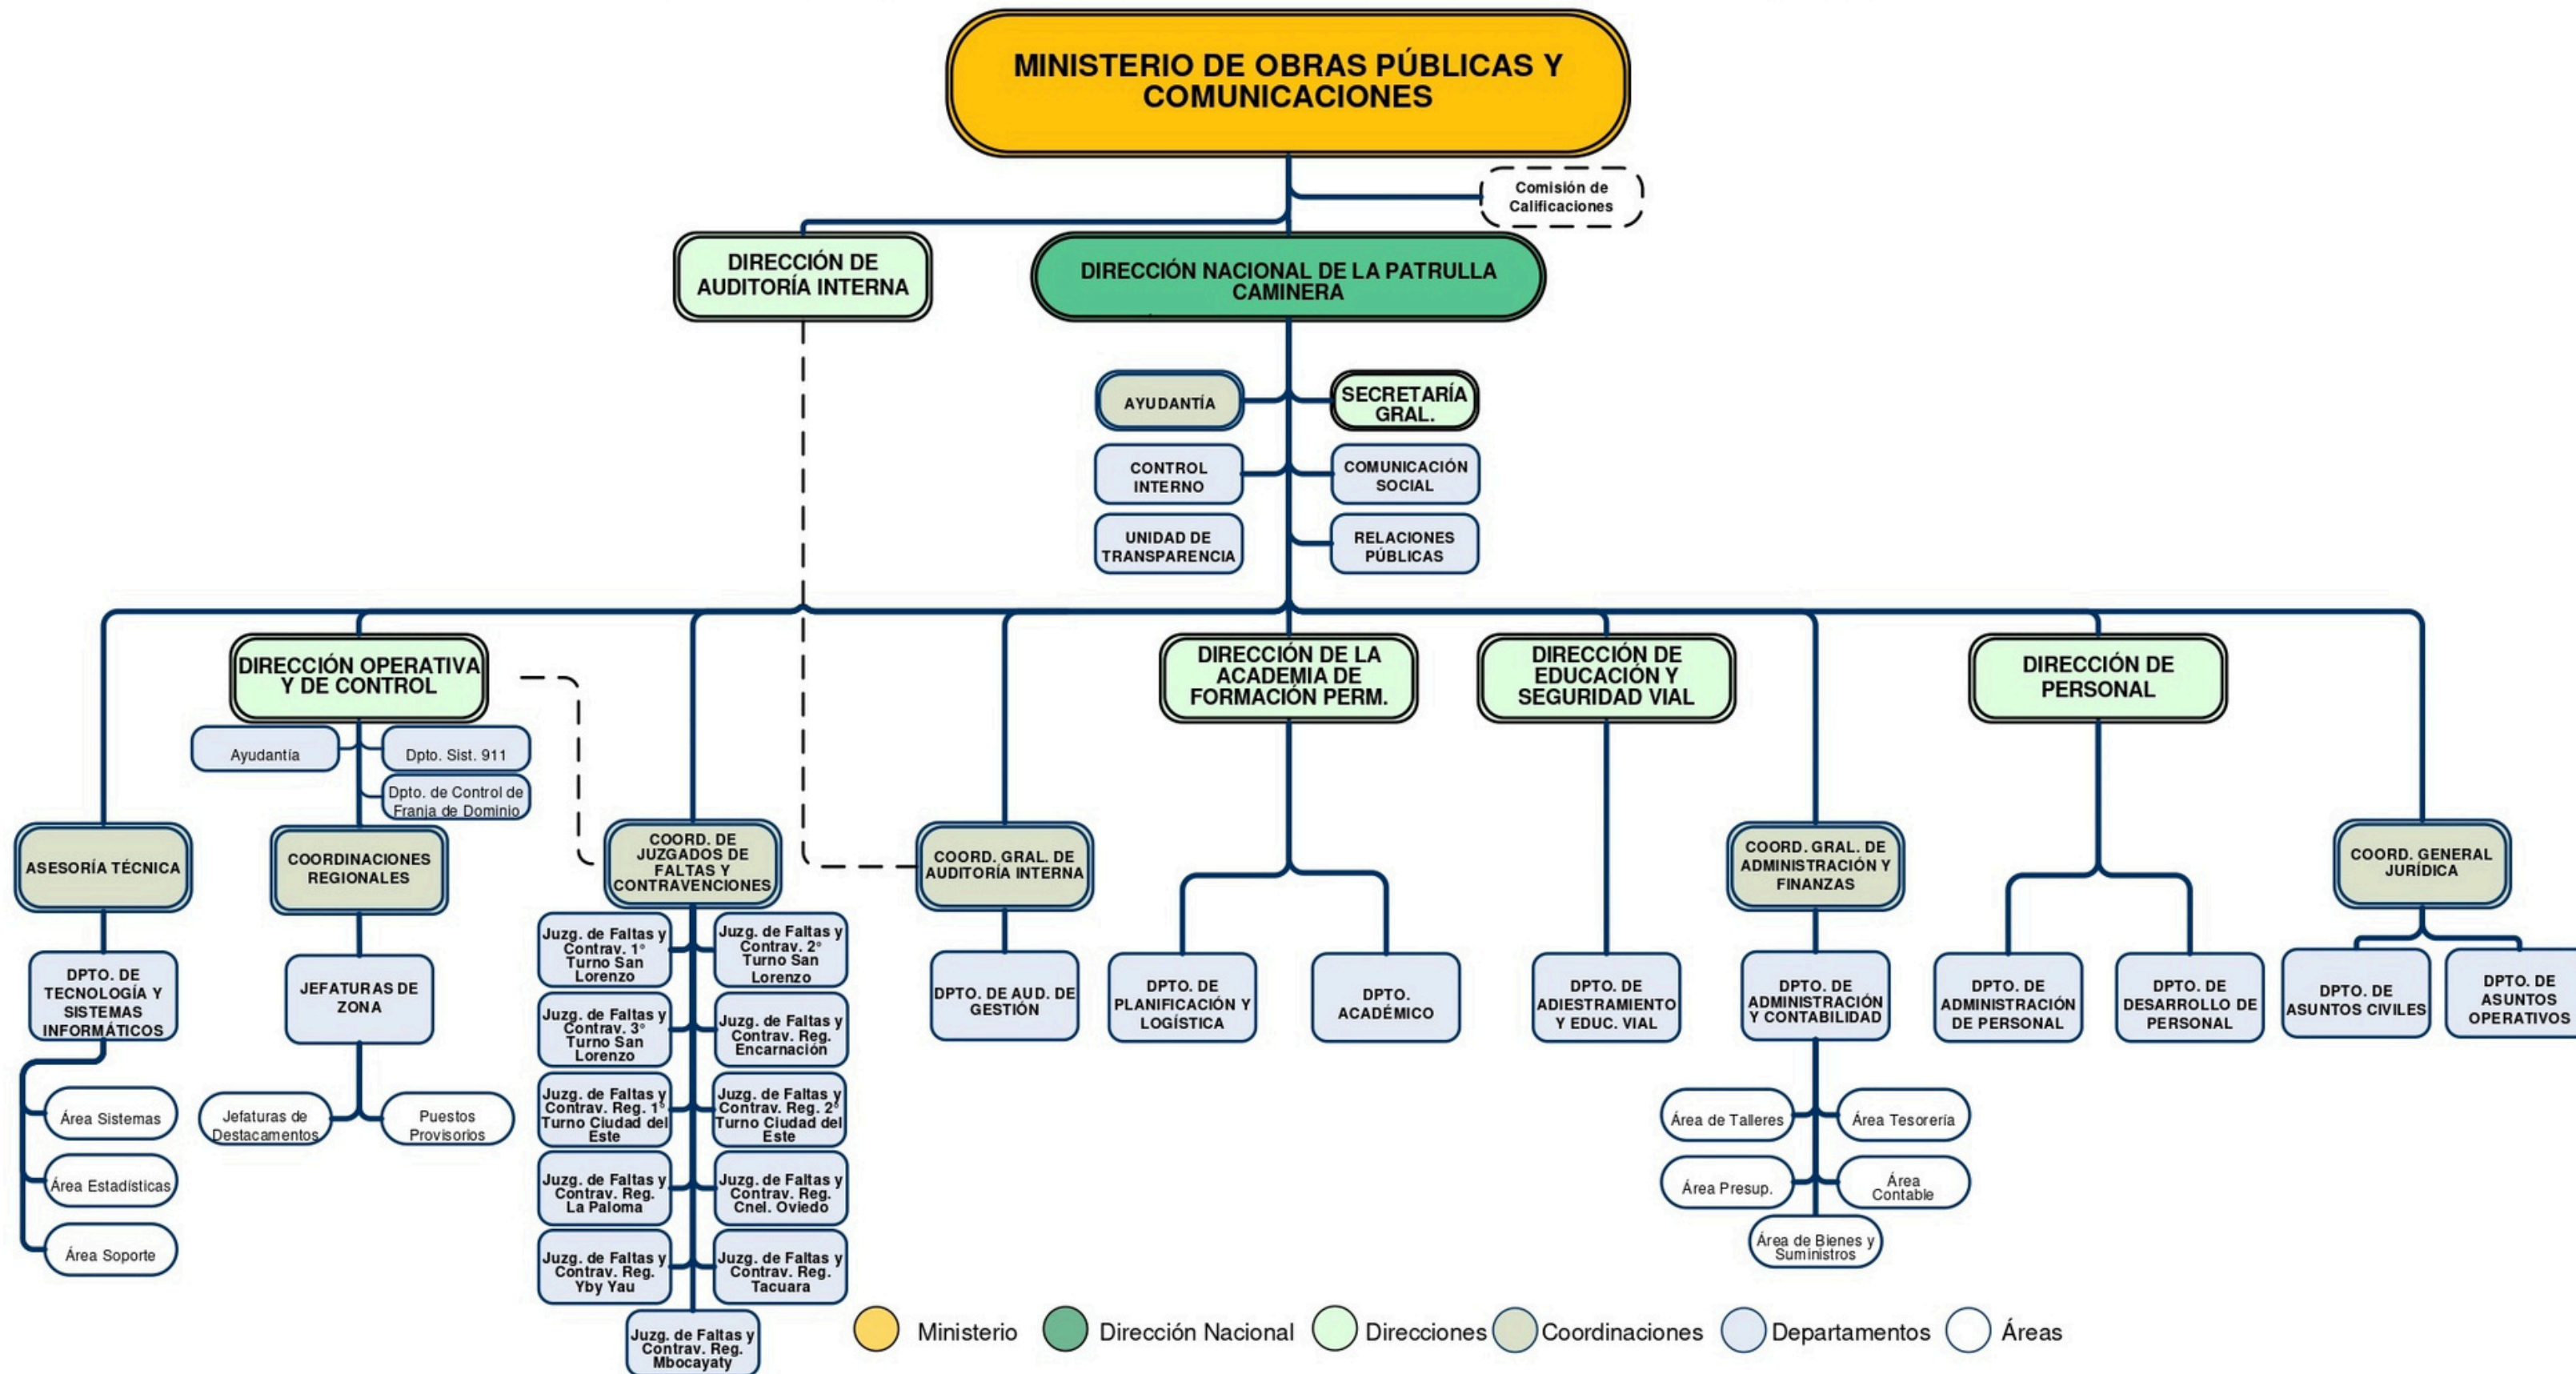 MINISTERIO DE OBRAS PÚBLICAS Y
COMUNICACIONES
Comisión de
Calificaciones
DIRECCIÓN DE
AUDITORÍA INTERNA
DIRECCIÓN NACIONAL DE LA PATRULLA
CAMINERA
AYUDANTÍA
SECRETARÍA
GRAL.
CONTROL
INTERNO
COMUNICACIÓN
SOCIAL
UNIDAD DE
TRANSPARENCIA
RELACIONES
PÚBLICAS
DIRECCIÓN OPERATIVA
Y DE CONTROL
DIRECCIÓN DE LA
ACADEMIA DE
FORMACIÓN PERM.
DIRECCIÓN DE
EDUCACIÓN Y
SEGURIDAD VIAL
DIRECCIÓN DE
PERSONAL
Ayudantía
Dpto. Sist. 911
Dpto. de Control de
Franja de Dominio
ASESORÍA TÉCNICA
COORDINACIONES
REGIONALES
COORD. DE
JUZGADOS DE
FALTAS Y
CONTRAVENCIONES
COORD. GRAL. DE
AUDITORÍA INTERNA
COORD. GRAL. DE
ADMINISTRACIÓN Y
FINANZAS
COORD. GENERAL
JURÍDICA
DPTO. DE
TECNOLOGÍA Y
SISTEMAS
INFORMÁTICOS
JEFATURAS DE
ZONA
Juzg. de Faltas y
Contrav. 1°
Turno San
Lorenzo
Juzg. de Faltas y
Contrav. 2°
Turno San
Lorenzo
DPTO. DE AUD. DE
GESTIÓN
DPTO. DE
PLANIFICACIÓN Y
LOGÍSTICA
DPTO.
ACADÉMICO
DPTO. DE
ADIESTRAMIENTO
Y EDUC. VIAL
DPTO. DE
ADMINISTRACIÓN
Y CONTABILIDAD
DPTO. DE
ADMINISTRACIÓN
DE PERSONAL
DPTO. DE
DESARROLLO DE
PERSONAL
DPTO. DE
ASUNTOS CIVILES
DPTO. DE
ASUNTOS
OPERATIVOS
Juzg. de Faltas y
Contrav. 3°
Turno San
Lorenzo
Juzg. de Faltas y
Contrav. Reg.
Encarnación
Área Sistemas
Jefaturas de
Destacamentos
Puestos
Provisorios
Juzg. de Faltas y
Contrav. Reg. 1°
Turno Ciudad del
Este
Juzg. de Faltas y
Contrav. Reg. 2°
Turno Ciudad del
Este
Área de Talleres
Área Tesorería
Área Estadísticas
Juzg. de Faltas y
Contrav. Reg.
La Paloma
Juzg. de Faltas y
Contrav. Reg.
Cnel. Oviedo
Área Presup.
Área
Contable
Área Soporte
Juzg. de Faltas y
Contrav. Reg.
Yby Yau
Juzg. de Faltas y
Contrav. Reg.
Tacuara
Área de Bienes y
Suministros
Juzg. de Faltas y
Contrav. Reg.
Mbocayaty
Ministerio
Dirección Nacional
Direcciones
Coordinaciones
Departamentos
Áreas